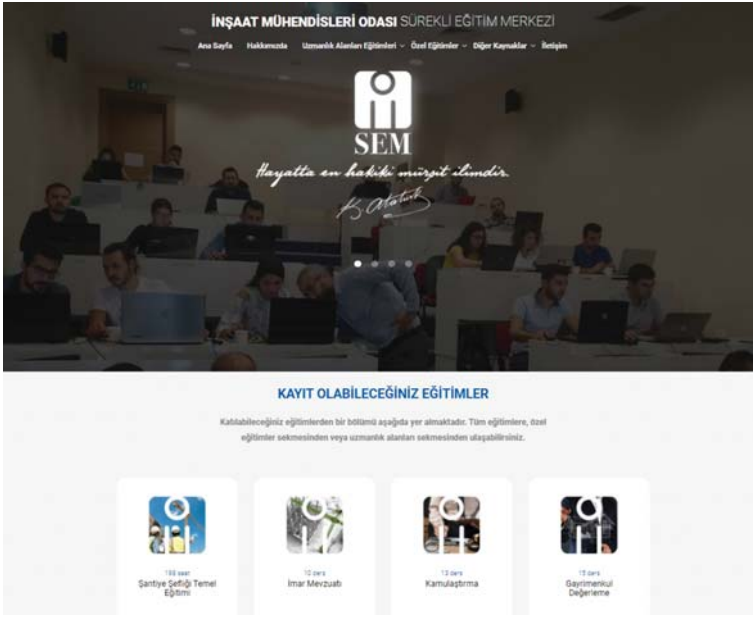 İNŞAAT MÜHENDİSLERİ ODASI SÜREKLİ EĞİTİM MERKEZİ
Ana Sayfa Hakkımızda Uzmanlık Alanları Eğitimleri Özel Eğitimler Diğer Kaynaklar İletişim
SEM
Hayatta en hakiki mürşit ilimdir.
K. Atatürk
KAYIT OLABİLECEĞİNİZ EĞİTİMLER
Katılabileceğiniz eğitimlerden bir bölümü aşağıda yer almaktadır. Tüm eğitimlere, özel
eğitimler sekmesinden veya uzmanlık alanları sekmesinden ulaşabilirsiniz.
saat
ders
ders
15 ders
Şantiye Şefliği Temel
Eğitimi
İmar Mevzuatı
Kamulaştırma
Gayrimenkul
Değerleme